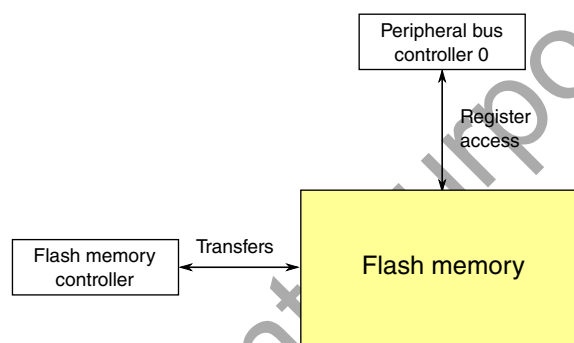 Peripheral bus
controller 0
Register
access
Flash memory
controller
Transfers
Flash memory